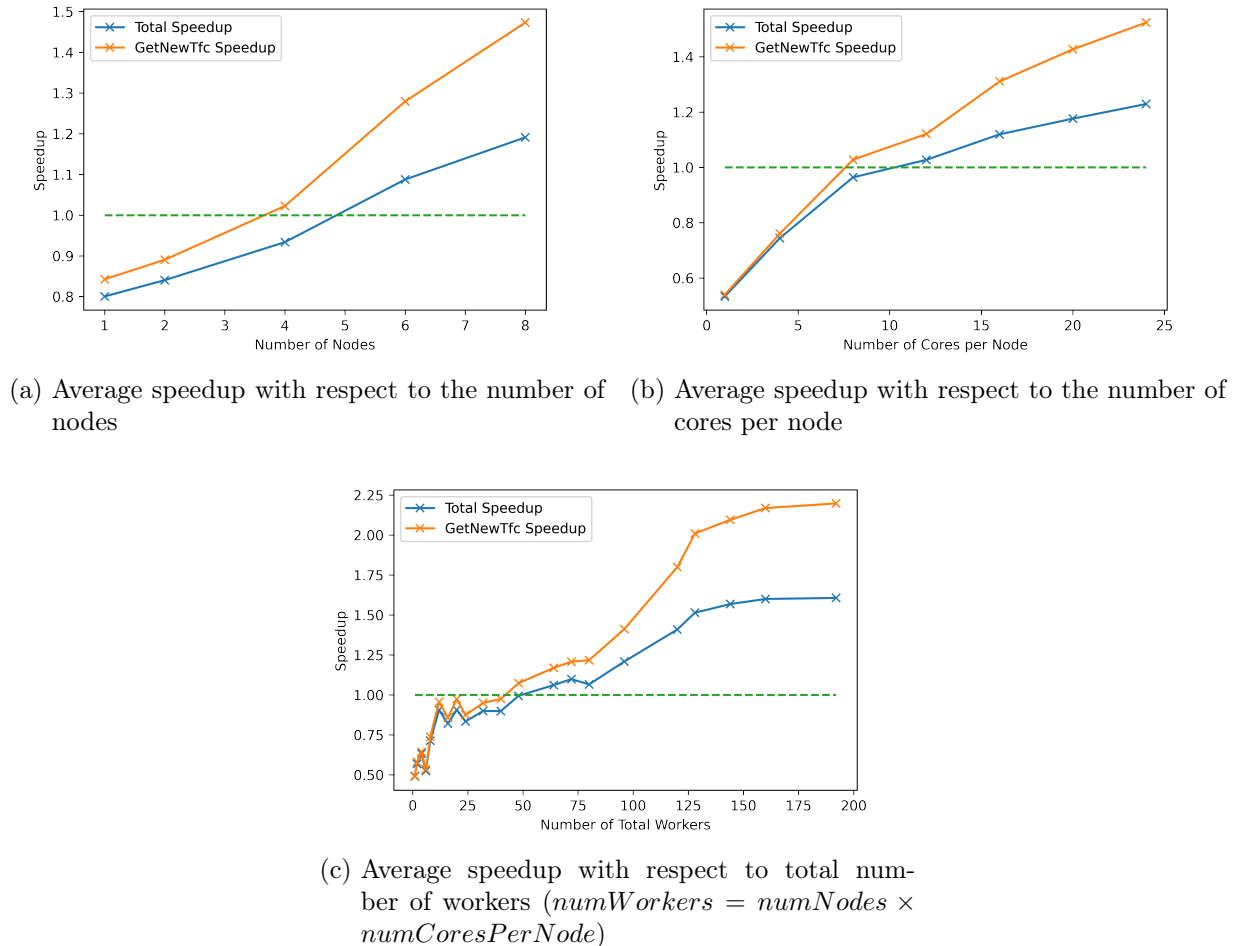 1.5
1.4
1.3
1.2
1.1
1.0
0.9
0.8
Speedup
Total Speedup
GetNewTfc Speedup
1 2 3 4 5 6 7 8
Number of Nodes
(a) Average speedup with respect to the number of
nodes
1.4
1.2
1.0
0.8
0.6
Speedup
Total Speedup
GetNewTfc Speedup
0 5 10 15 20 25
Number of Cores per Node
(b) Average speedup with respect to the number of
cores per node
2.25
2.00
1.75
1.50
1.25
1.00
0.75
0.50
Speedup
Total Speedup
GetNewTfc Speedup
0 25 50 75 100 125 150 175 200
Number of Total Workers
(c) Average speedup with respect to total num-
ber of workers (numWorkers = numNodes ×
numCoresPerNode)